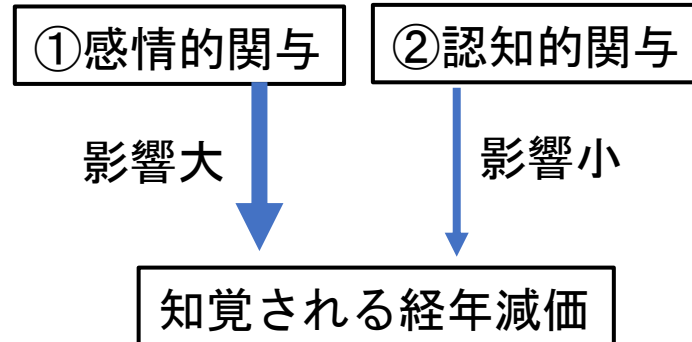 ①感情的関与
②認知的関与
影響大
影響小
知覚される経年減価